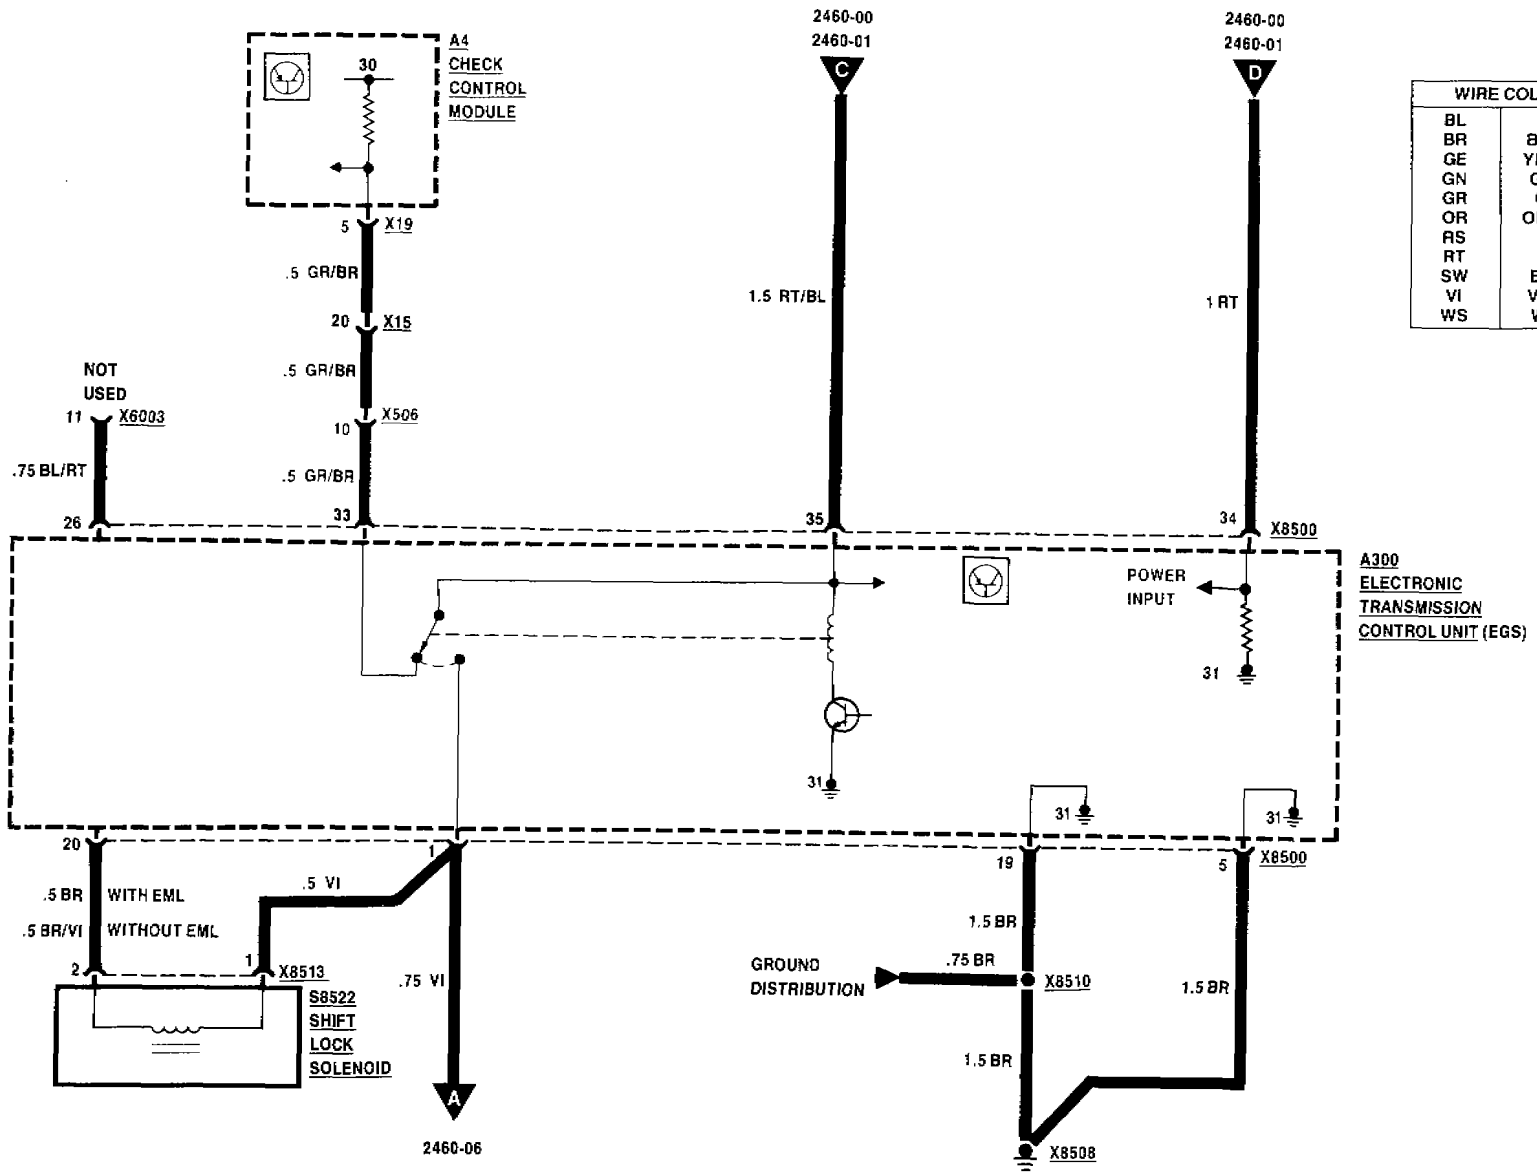 2460-00
2460-01
C
2460-00
2460-01
D
A4
CHECK
CONTROL
MODULE
30
WIRE COL
BL
BR B
GE Y
GN
GR
OR O
RS
RT
SW
VI
WS
5 X19
.5 GR/BR
20 X15
.5 GR/BR
10 X506
.5 GR/BR
33
1.5 RT/BL
35
1 RT
34 X8500
NOT
USED
11 X6003
.75 BL/RT
26
POWER
INPUT
31
A300
ELECTRONIC
TRANSMISSION
CONTROL UNIT (EGS)
31
31
31
20
1
19
5 X8500
.5 BR WITH EML
.5 BR/VI WITHOUT EML
.5 VI
2
1 X8513
S8522
SHIFT
LOCK
SOLENOID
.75 VI
A
2460-06
1.5 BR
.75 BR
GROUND
DISTRIBUTION
X8510
1.5 BR
1.5 BR
X8508